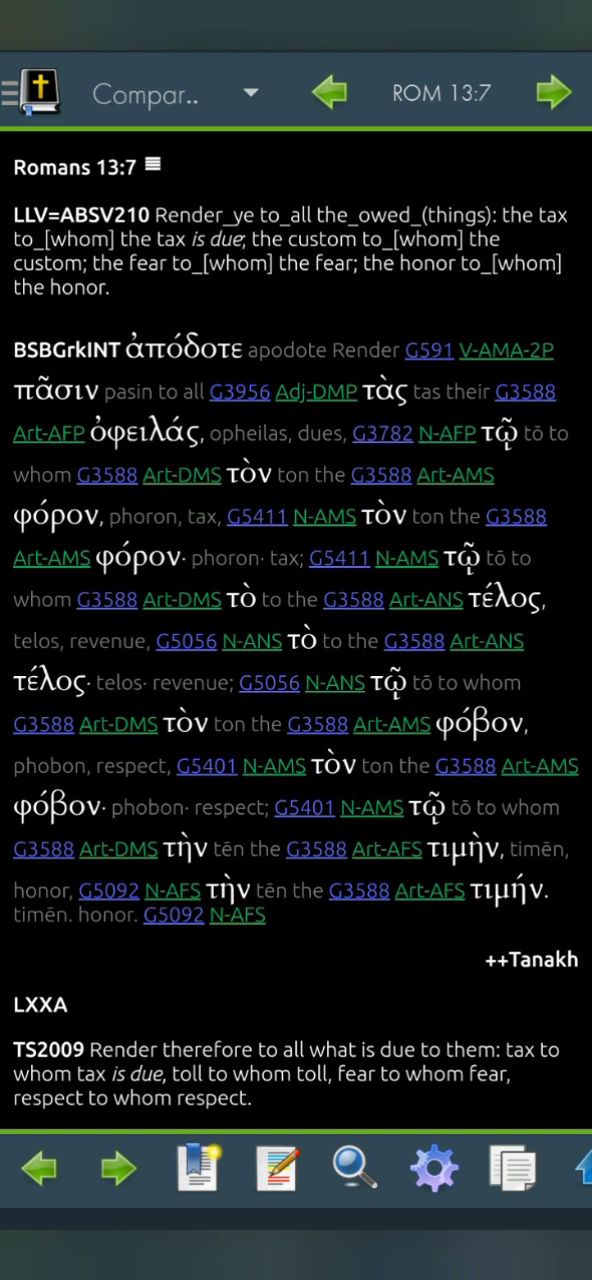 Compar..
ROM 13:7
Romans 13:7
LLV=ABSV210 Render_ye to_all the_owed_(things): the tax
to_[whom] the tax is due; the custom to_[whom] the
custom; the fear to_[whom] the fear; the honor to_[whom]
the honor.
BSBGrkINT ἀπόδοτε apodote Render G591 V-AMA-2P
πᾶσιν pasin to all G3956 Adj-DMP τὰς tas their G3588
Art-AFP ὀφειλάς, opheilas, dues, G3782 N-AFP τῷ tō to
whom G3588 Art-DMS τὸν ton the G3588 Art-AMS
φόρον, phoron, tax, G5411 N-AMS τὸν ton the G3588
Art-AMS φόρον· phoron· tax; G5411 N-AMS τῷ tō to
whom G3588 Art-DMS τὸ to the G3588 Art-ANS τέλος,
telos, revenue, G5056 N-ANS τὸ to the G3588 Art-ANS
τέλος· telos· revenue; G5056 N-ANS τῷ tō to whom
G3588 Art-DMS τὸν ton the G3588 Art-AMS φόβον,
phobon, respect, G5401 N-AMS τὸν ton the G3588 Art-AMS
φόβον· phobon· respect; G5401 N-AMS τῷ tō to whom
G3588 Art-DMS τὴν tēn the G3588 Art-AFS τιμὴν, timēn,
honor, G5092 N-AFS τὴν tēn the G3588 Art-AFS τιμήν.
timēn. honor. G5092 N-AFS
++Tanakh
LXXA
TS2009 Render therefore to all what is due to them: tax to
whom tax is due, toll to whom toll, fear to whom fear,
respect to whom respect.